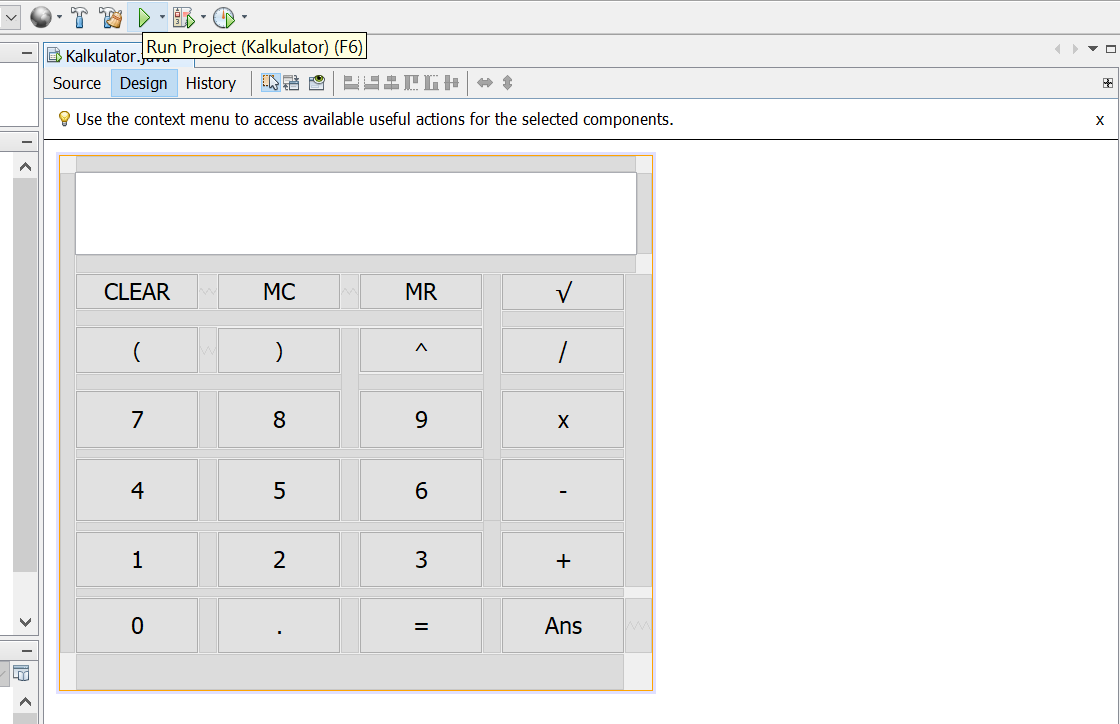 Run Project (Kalkulator) (F6)
Kalkulator.java
Source Design History
Use the context menu to access available useful actions for the selected components. x
CLEAR MC MR √
( ) ^ /
7 8 9 x
4 5 6 -
1 2 3 +
0 . = Ans